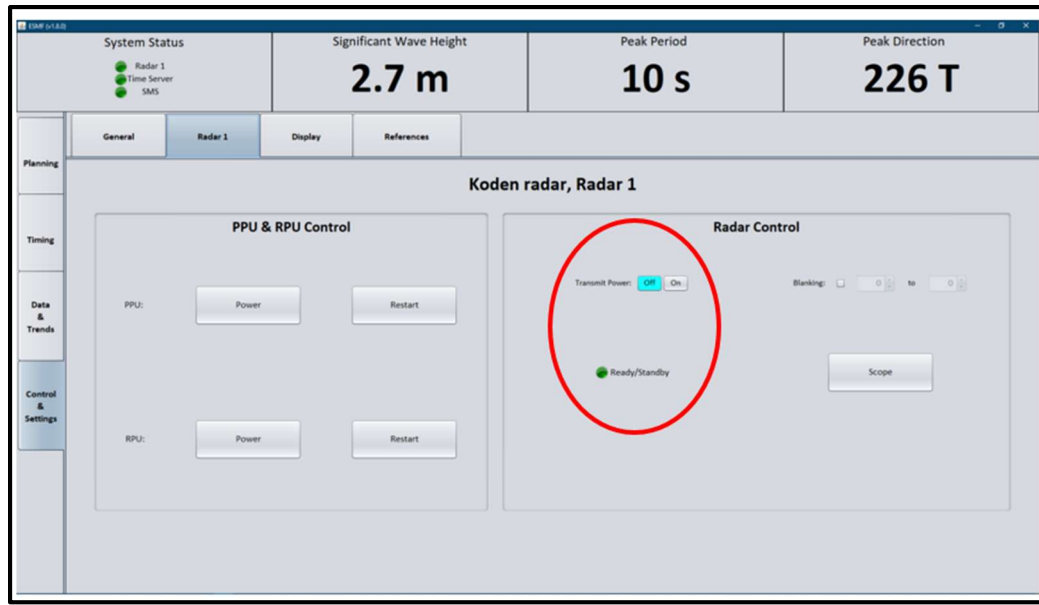 ESMF (v1.8.0)
System Status
Radar 1
Time Server
SMS
Significant Wave Height
2.7 m
Peak Period
10 s
Peak Direction
226 T
General
Radar 1
Display
References
Planning
Timing
Data
&
Trends
Control
&
Settings
Koden radar, Radar 1
PPU & RPU Control
PPU:
Power
Restart
RPU:
Power
Restart
Radar Control
Transmit Power: Off On
Blanking: 0 to 0
Ready/Standby
Scope